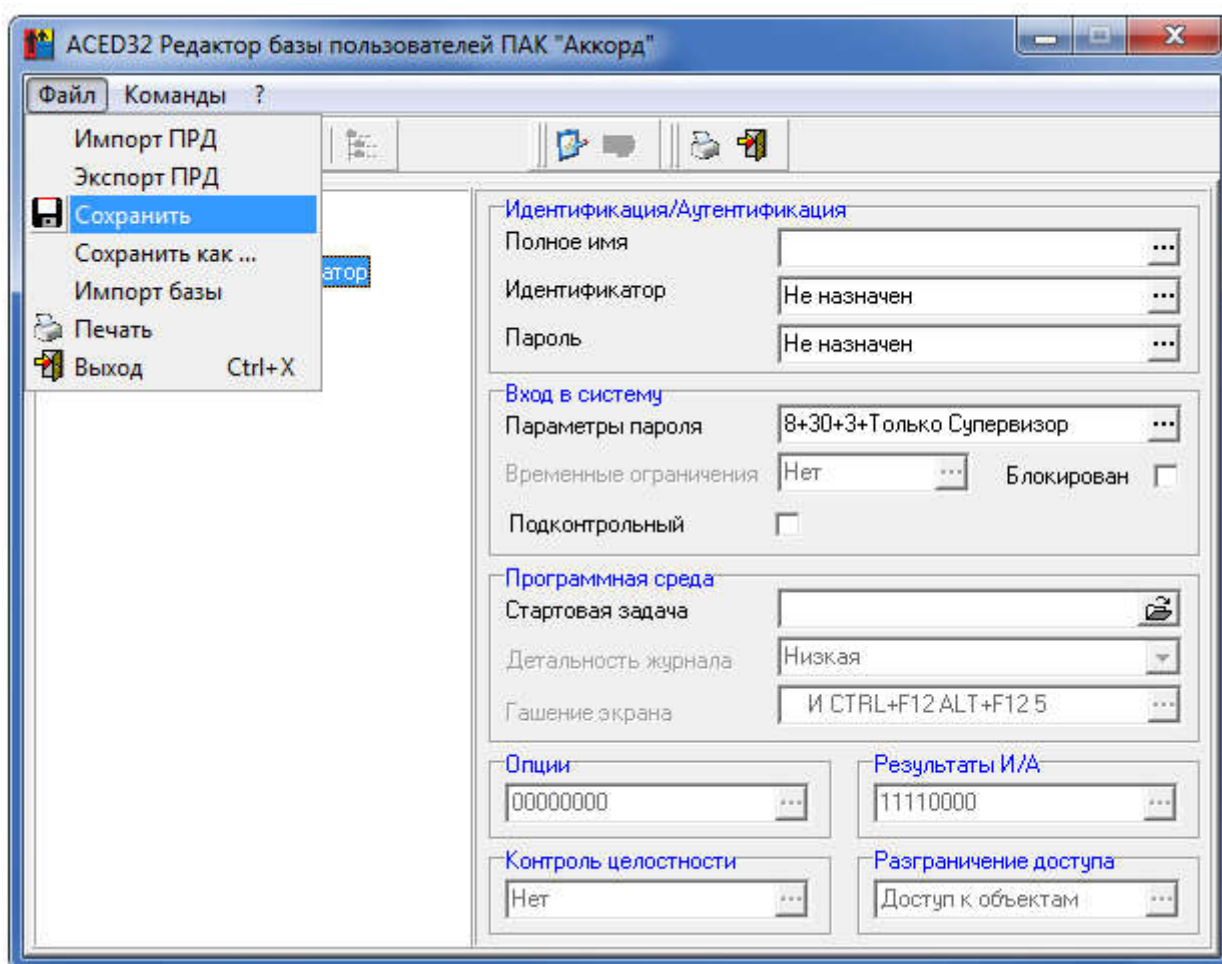 ACED32 Редактор базы пользователей ПАК "Аккорд"
Файл Команды ?
Импорт ПРД
Экспорт ПРД
Сохранить
Сохранить как ...
Импорт базы
Печать
Выход Ctrl+X
атор
Идентификация/Аутентификация
Полное имя
Идентификатор Не назначен
Пароль Не назначен
Вход в систему
Параметры пароля 8+30+3+Только Супервизор
Временные ограничения Нет Блокирован
Подконтрольный
Программная среда
Стартовая задача
Детальность журнала Низкая
Гашение экрана И CTRL+F12 ALT+F12 5
Опции Результаты И/А
00000000 11110000
Контроль целостности Разграничение доступа
Нет Доступ к объектам